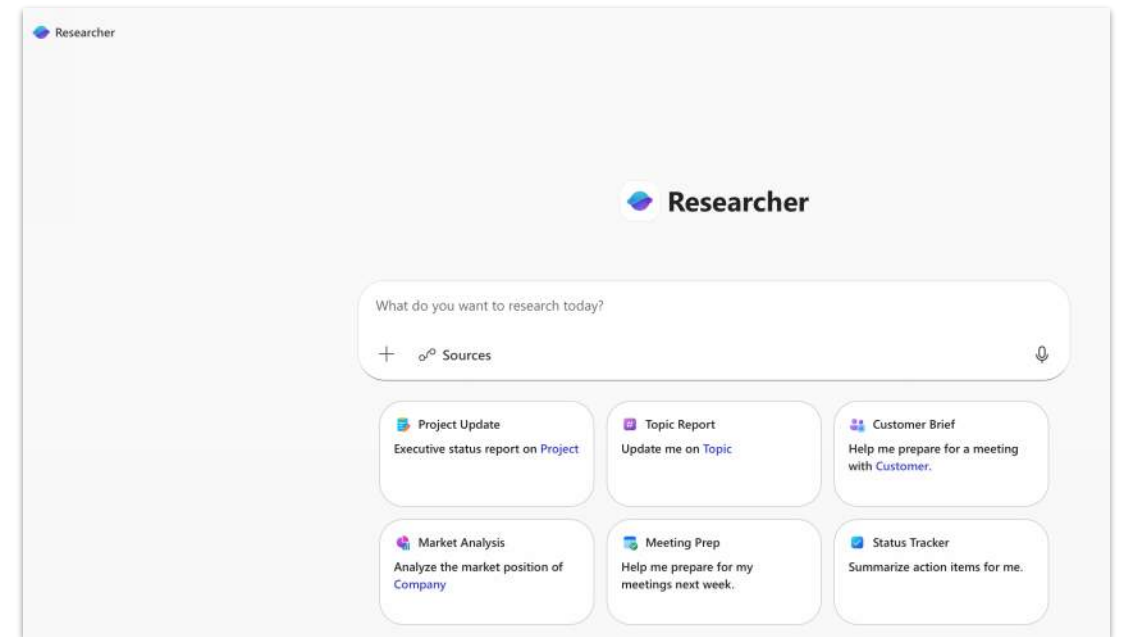 Researcher
Researcher
What do you want to research today?
Sources
Project Update
Executive status report on Project
Topic Report
Update me on Topic
Customer Brief
Help me prepare for a meeting
with Customer.
Market Analysis
Analyze the market position of
Company
Meeting Prep
Help me prepare for my
meetings next week.
Status Tracker
Summarize action items for me.